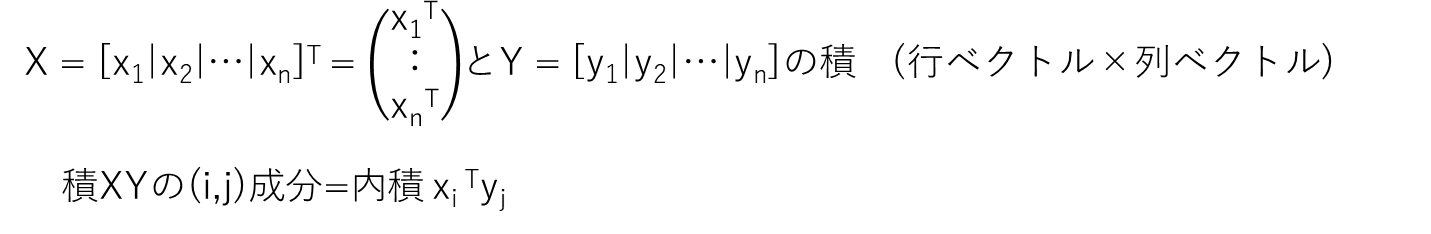 X = [x₁|x₂|⋯|xₙ]ᵀ = (x₁ᵀ ⋮ xₙᵀ) とY = [y₁|y₂|⋯|yₙ]の積 (行ベクトル×列ベクトル)
積XYの(i,j)成分=内積 xᵢᵀyⱼ